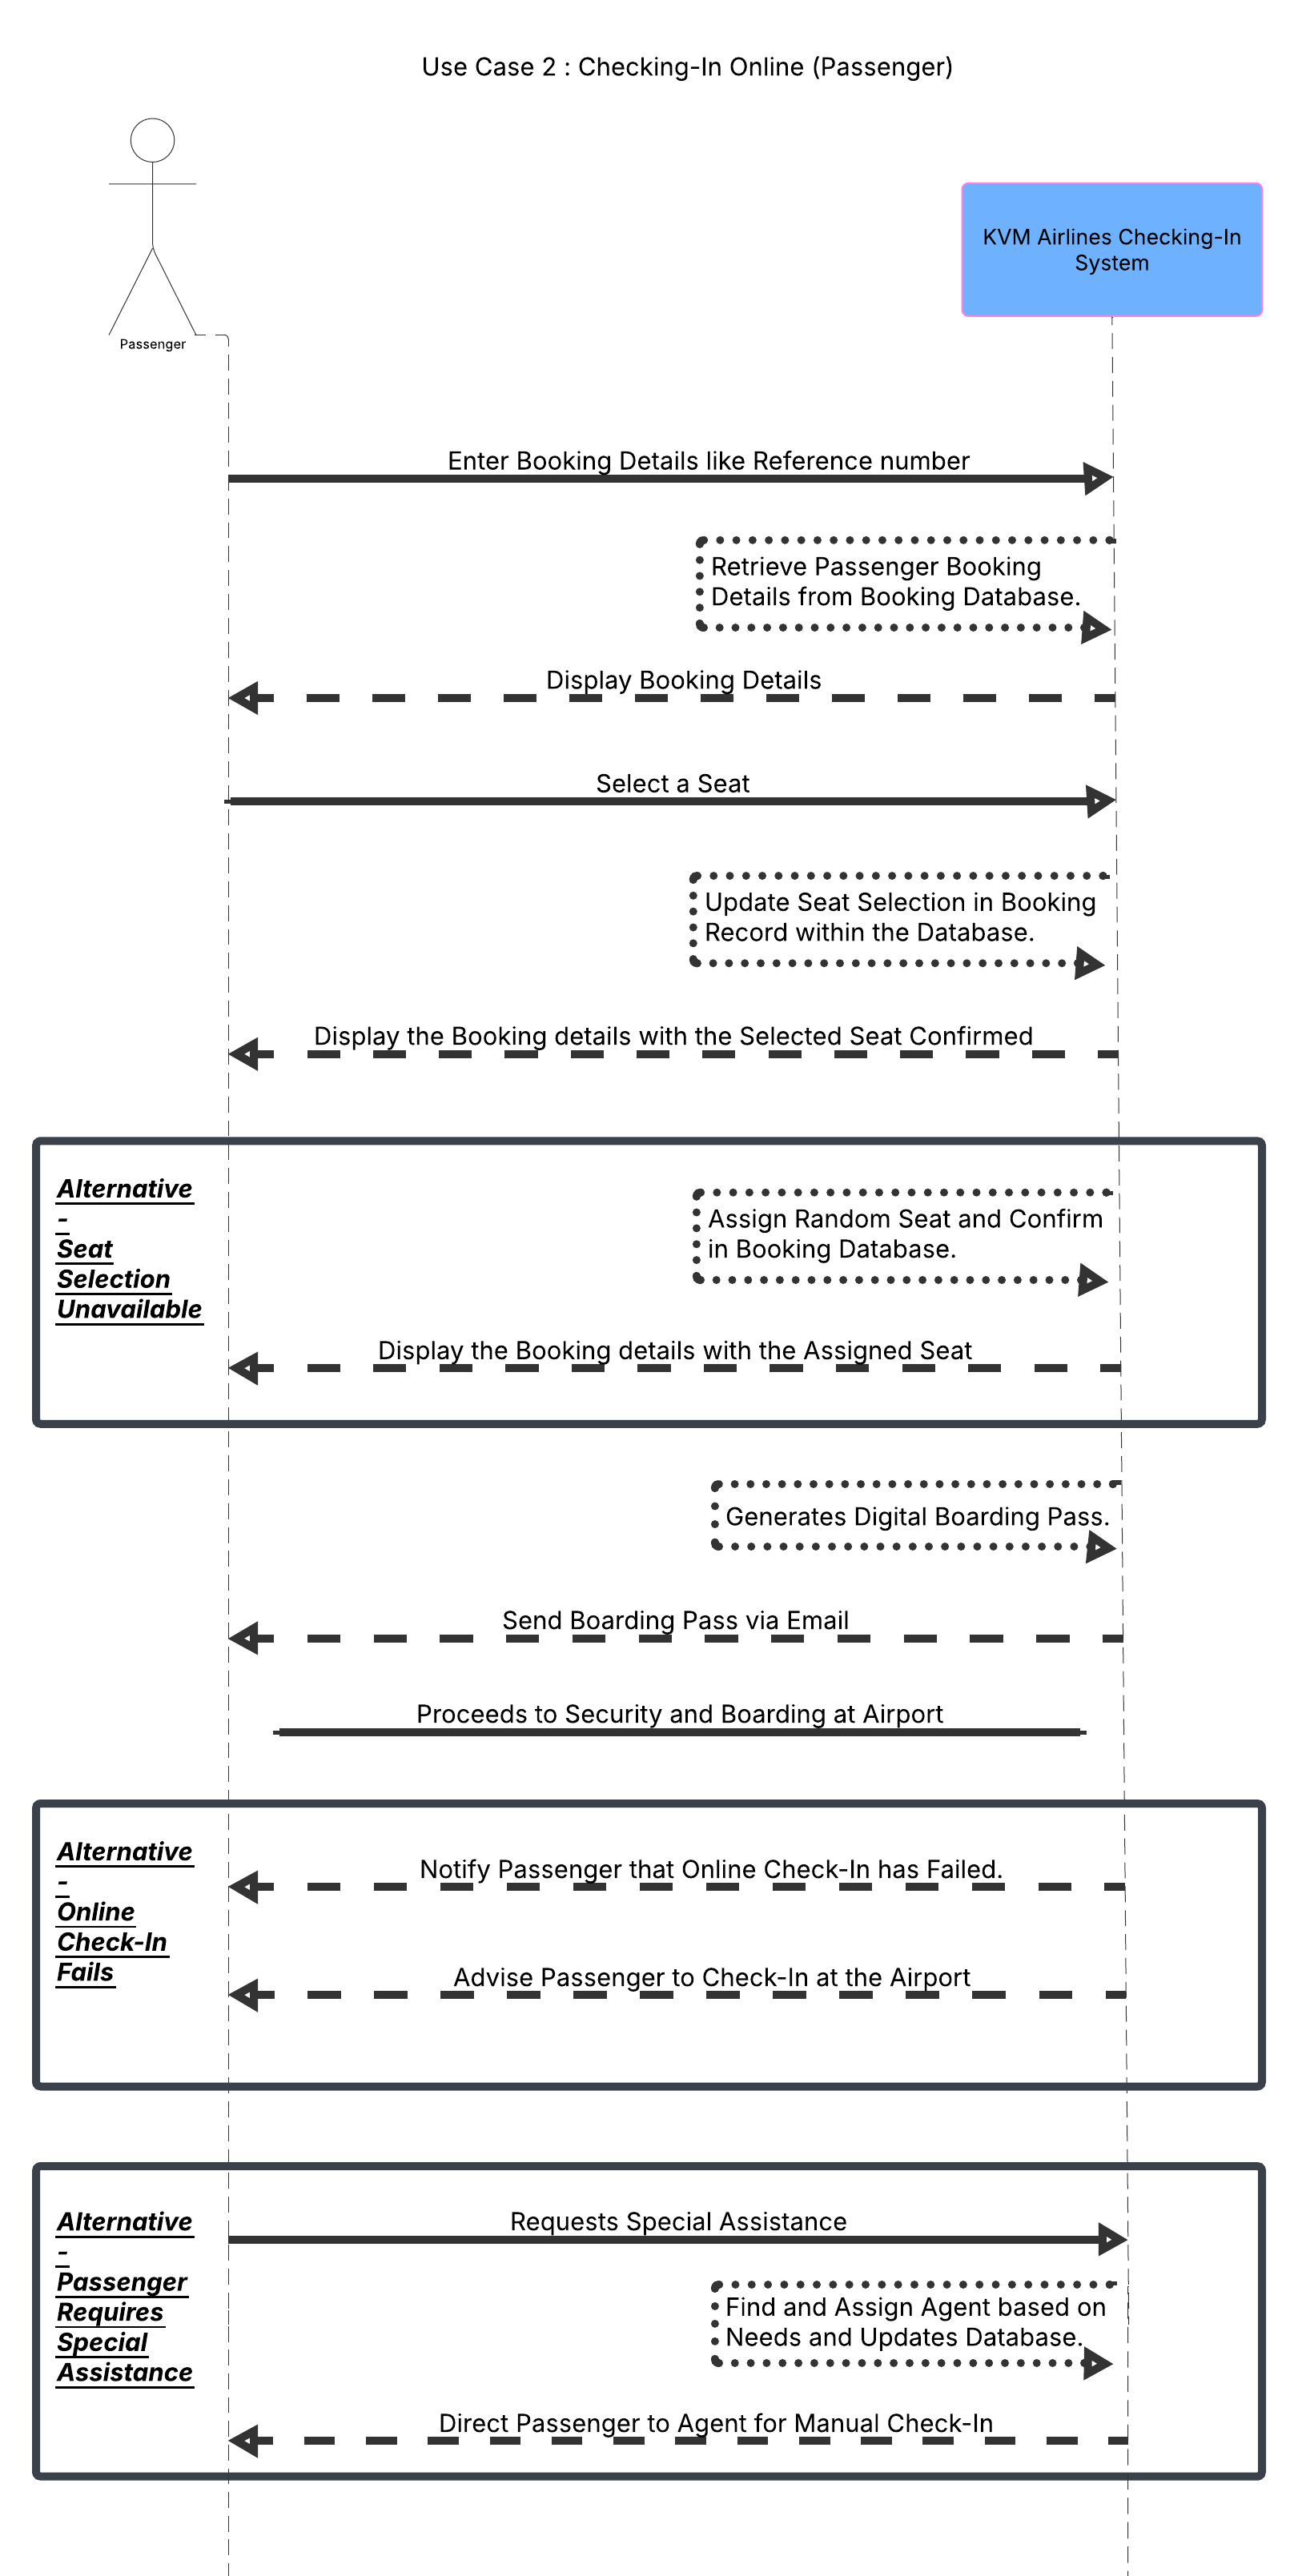 Use Case 2 : Checking-In Online (Passenger)
KVM Airlines Checking-In
System
Passenger
Enter Booking Details like Reference number
Retrieve Passenger Booking
Details from Booking Database.
Display Booking Details
Select a Seat
Update Seat Selection in Booking
Record within the Database.
Display the Booking details with the Selected Seat Confirmed
Alternative
-
Seat
Selection
Unavailable
Assign Random Seat and Confirm
in Booking Database.
Display the Booking details with the Assigned Seat
Generates Digital Boarding Pass.
Send Boarding Pass via Email
Proceeds to Security and Boarding at Airport
Alternative
-
Online
Check-In
Fails
Notify Passenger that Online Check-In has Failed.
Advise Passenger to Check-In at the Airport
Alternative
-
Passenger
Requires
Special
Assistance
Requests Special Assistance
Find and Assign Agent based on
Needs and Updates Database.
Direct Passenger to Agent for Manual Check-In